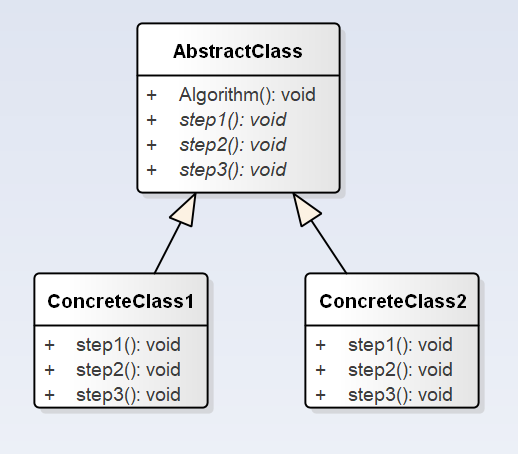 AbstractClass
+ Algorithm(): void
+ step1(): void
+ step2(): void
+ step3(): void
ConcreteClass1
+ step1(): void
+ step2(): void
+ step3(): void
ConcreteClass2
+ step1(): void
+ step2(): void
+ step3(): void